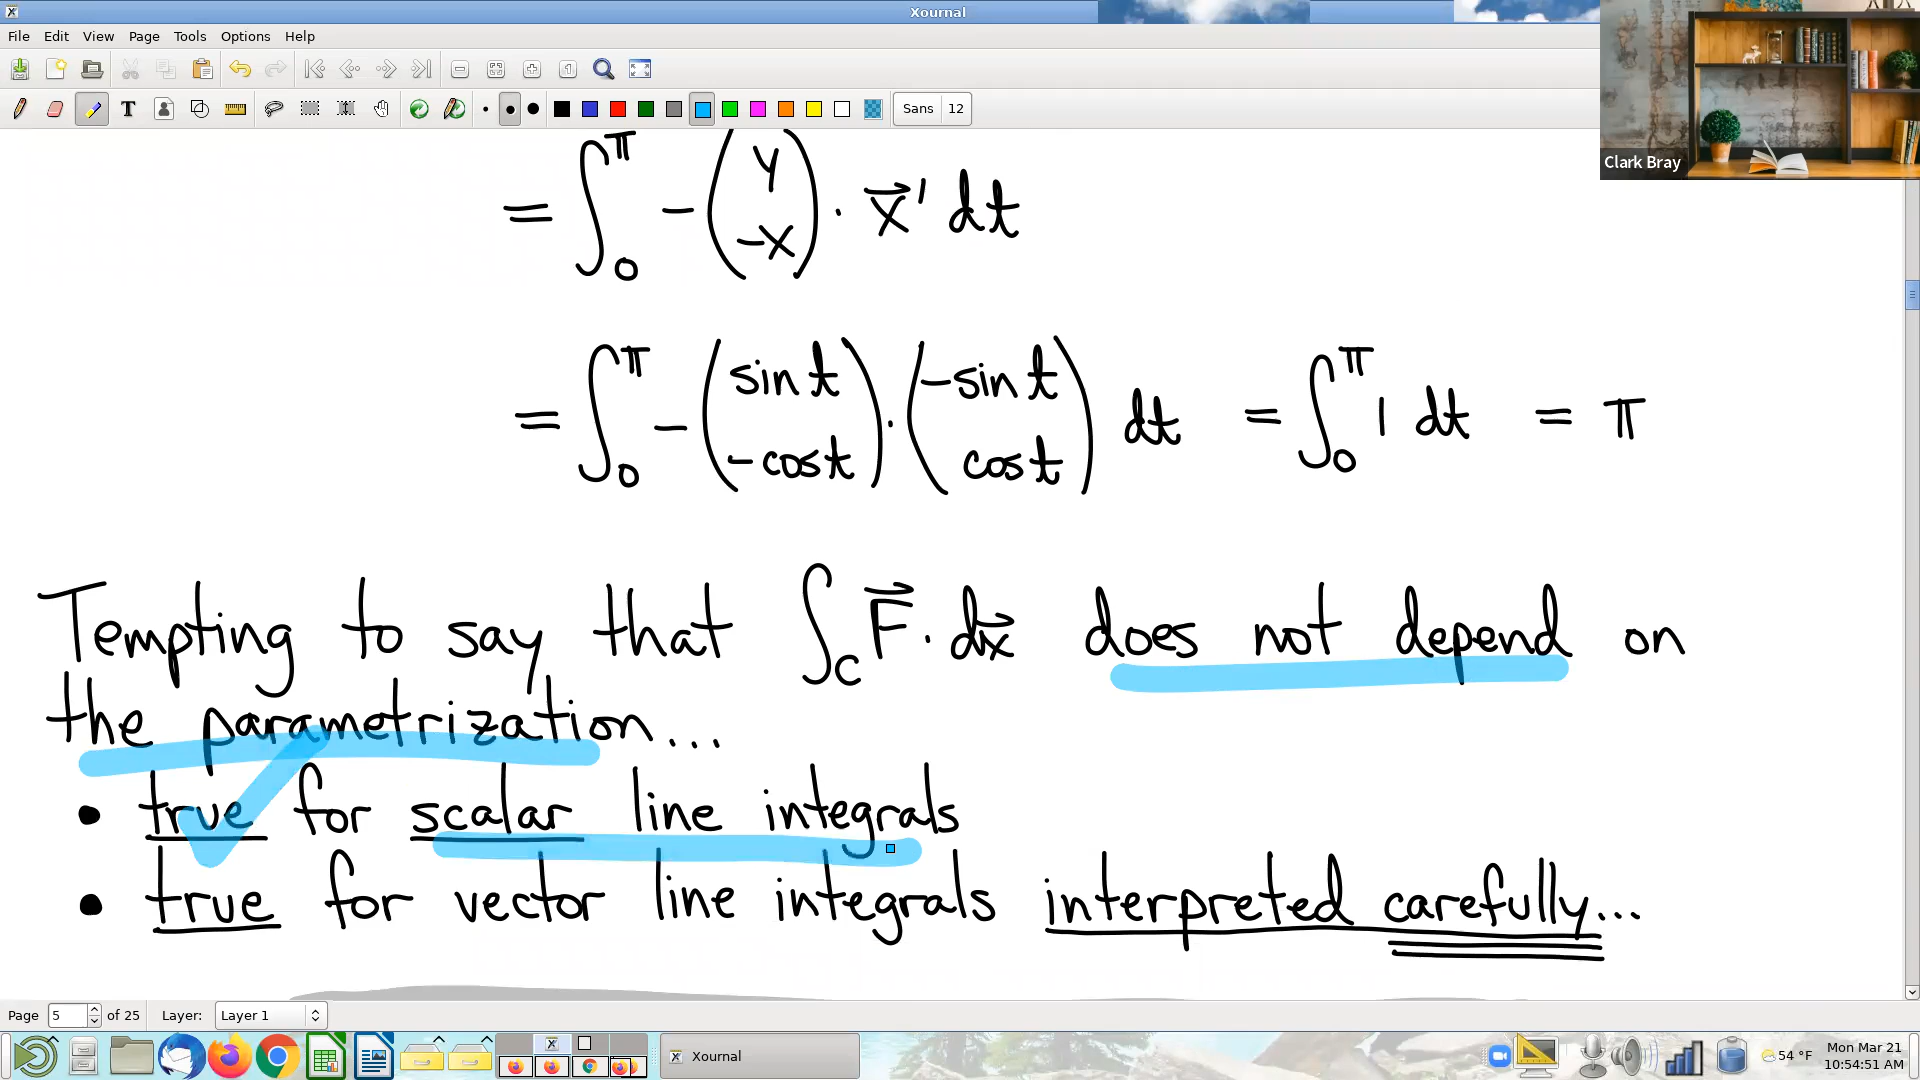 Xournal
File Edit View Page Tools Options Help
Sans 12
Clark Bray
= ∫₀^π −(y −x) · x⃗′ dt
= ∫₀^π −(sin t −cos t) · (−sin t cos t) dt = ∫₀^π 1 dt = π
Tempting to say that ∫_C F⃗ · dx⃗ does not depend on
the parametrization...
• true for scalar line integrals
• true for vector line integrals interpreted carefully...
Page 5 of 25 Layer: Layer 1
Xournal
54 °F
Mon Mar 21
10:54:51 AM